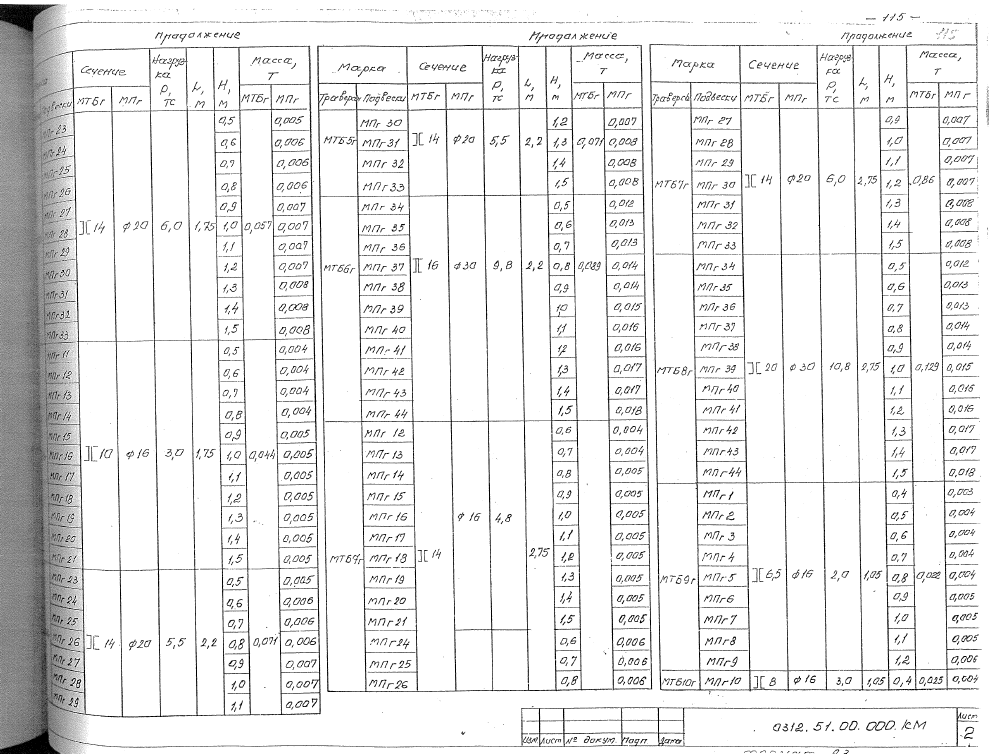 — 115 —
115
Продолжение
Сечение Нагрузка Р, тс L, м H, м Масса, т
Подвески МТБг МПг МТБг МПг
МПг 23 0,5 0,005
МПг 24 0,6 0,006
МПг 25 0,7 0,006
МПг 26 0,8 0,006
МПг 27 0,9 0,007
МПг 28 ][ 14 ф20 6,0 1,75 1,0 0,057 0,007
МПг 29 1,1 0,007
МПг 30 1,2 0,007
МПг 31 1,3 0,008
МПг 32 1,4 0,008
МПг 33 1,5 0,008
МПг 11 0,5 0,004
МПг 12 0,6 0,004
МПг 13 0,7 0,004
МПг 14 0,8 0,004
МПг 15 0,9 0,005
МПг 16 ][ 10 ф16 3,0 1,75 1,0 0,044 0,005
МПг 17 1,1 0,005
МПг 18 1,2 0,005
МПг 19 1,3 0,005
МПг 20 1,4 0,005
МПг 21 1,5 0,005
МПг 23 0,5 0,005
МПг 24 0,6 0,006
МПг 25 0,7 0,006
МПг 26 ][ 14 ф20 5,5 2,2 0,8 0,071 0,006
МПг 27 0,9 0,007
МПг 28 1,0 0,007
МПг 29 1,1 0,007
Продолжение
Марка Сечение Нагрузка Р, тс L, м H, м Масса, т
Траверсы Подвески МТБг МПг МТБг МПг
МПг 30 1,2 0,007
МТБ5г МПг 31 ][ 14 ф20 5,5 2,2 1,3 0,071 0,008
МПг 32 1,4 0,008
МПг 33 1,5 0,008
МПг 34 0,5 0,012
МПг 35 0,6 0,013
МПг 36 0,7 0,013
МТБ6г МПг 37 ][ 16 ф30 9,8 2,2 0,8 0,089 0,014
МПг 38 0,9 0,014
МПг 39 1,0 0,015
МПг 40 1,1 0,016
МПг 41 1,2 0,016
МПг 42 1,3 0,017
МПг 43 1,4 0,017
МПг 44 1,5 0,018
МПг 12 0,6 0,004
МПг 13 0,7 0,004
МПг 14 0,8 0,005
МПг 15 0,9 0,005
МПг 16 ф 16 4,8 1,0 0,005
МПг 17 1,1 0,005
МТБ7г МПг 18 ][ 14 2,75 1,2 0,005
МПг 19 1,3 0,005
МПг 20 1,4 0,005
МПг 21 1,5 0,005
МПг 24 0,6 0,006
МПг 25 0,7 0,006
МПг 26 0,8 0,006
Продолжение
Марка Сечение Нагрузка Р, тс L, м H, м Масса, т
Траверсы Подвески МТБг МПг МТБг МПг
МПг 27 0,9 0,007
МПг 28 1,0 0,007
МПг 29 1,1 0,007
МТБ7г МПг 30 ][ 14 ф20 6,0 2,75 1,2 0,86 0,007
МПг 31 1,3 0,008
МПг 32 1,4 0,008
МПг 33 1,5 0,008
МПг 34 0,5 0,012
МПг 35 0,6 0,013
МПг 36 0,7 0,013
МПг 37 0,8 0,014
МПг 38 0,9 0,014
МТБ8г МПг 39 ][ 20 ф30 10,8 2,75 1,0 0,129 0,015
МПг 40 1,1 0,016
МПг 41 1,2 0,016
МПг 42 1,3 0,017
МПг 43 1,4 0,017
МПг 44 1,5 0,018
МПг 1 0,4 0,003
МПг 2 0,5 0,004
МПг 3 0,6 0,004
МПг 4 0,7 0,004
МТБ9г МПг 5 ][ 6,5 ф16 2,0 1,05 0,8 0,022 0,004
МПг 6 0,9 0,005
МПг 7 1,0 0,005
МПг 8 1,1 0,005
МПг 9 1,2 0,006
МТБ10г МПг 10 ][ 8 ф16 3,0 1,05 0,4 0,025 0,004
Изм Лист № докум. Подп. Дата
0312.51.00.000.КМ
Лист
2